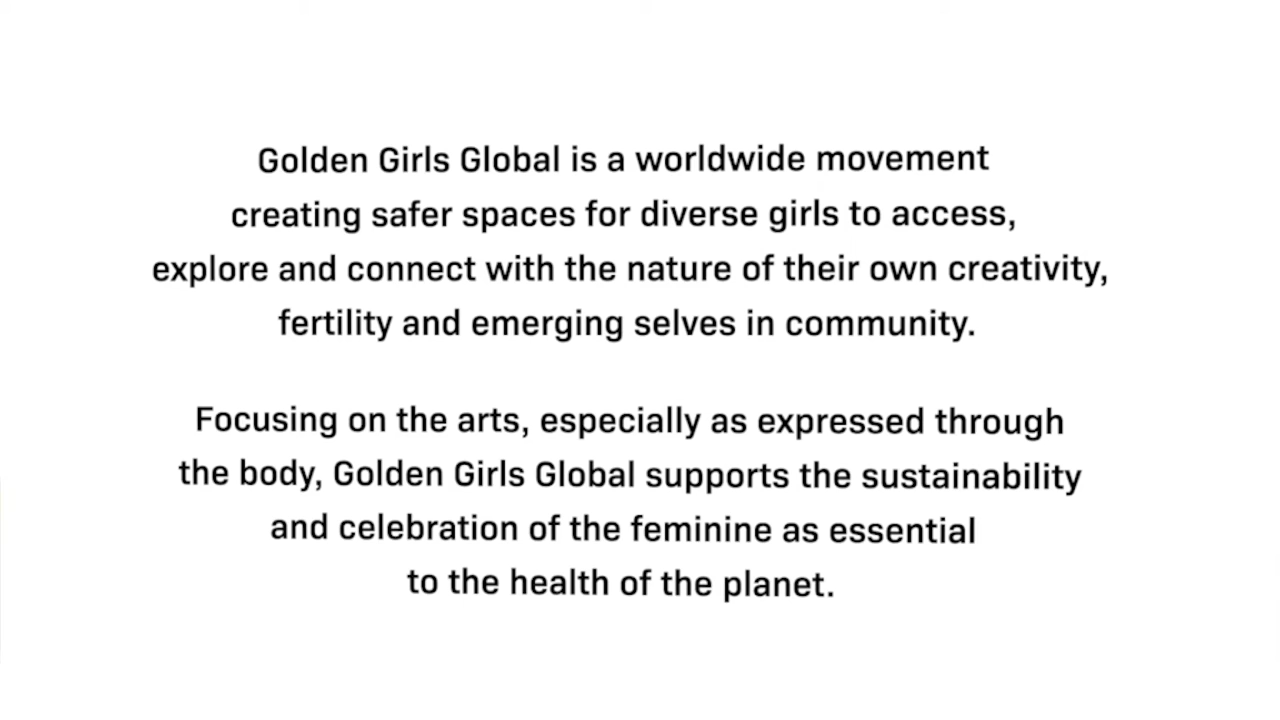 Golden Girls Global is a worldwide movement
creating safer spaces for diverse girls to access,
explore and connect with the nature of their own creativity,
fertility and emerging selves in community.
Focusing on the arts, especially as expressed through
the body, Golden Girls Global supports the sustainability
and celebration of the feminine as essential
to the health of the planet.